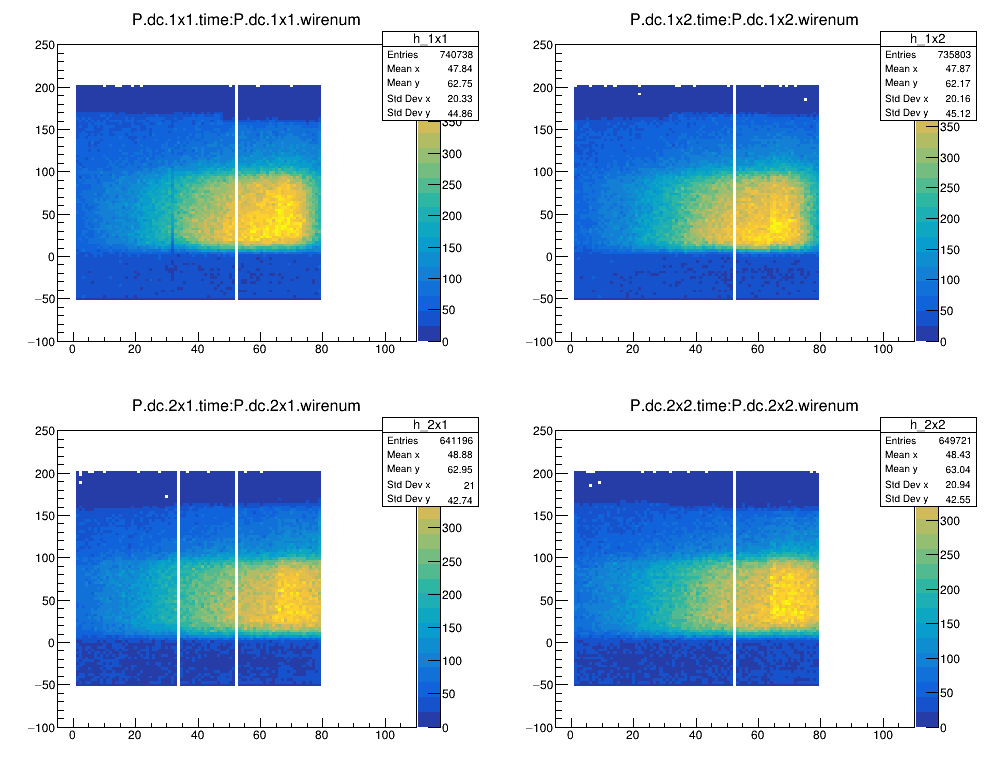 P.dc.1x1.time:P.dc.1x1.wirenum
h_1x1
Entries 740738
Mean x 47.84
Mean y 62.75
Std Dev x 20.33
Std Dev y 44.86
250
200
150
100
50
0
−50
−100
0 20 40 60 80 100
350
300
250
200
150
100
50
0
P.dc.1x2.time:P.dc.1x2.wirenum
h_1x2
Entries 735803
Mean x 47.87
Mean y 62.17
Std Dev x 20.16
Std Dev y 45.12
250
200
150
100
50
0
−50
−100
0 20 40 60 80 100
350
300
250
200
150
100
50
0
P.dc.2x1.time:P.dc.2x1.wirenum
h_2x1
Entries 641196
Mean x 48.88
Mean y 62.95
Std Dev x 21
Std Dev y 42.74
250
200
150
100
50
0
−50
−100
0 20 40 60 80 100
300
250
200
150
100
50
0
P.dc.2x2.time:P.dc.2x2.wirenum
h_2x2
Entries 649721
Mean x 48.43
Mean y 63.04
Std Dev x 20.94
Std Dev y 42.55
250
200
150
100
50
0
−50
−100
0 20 40 60 80 100
300
250
200
150
100
50
0